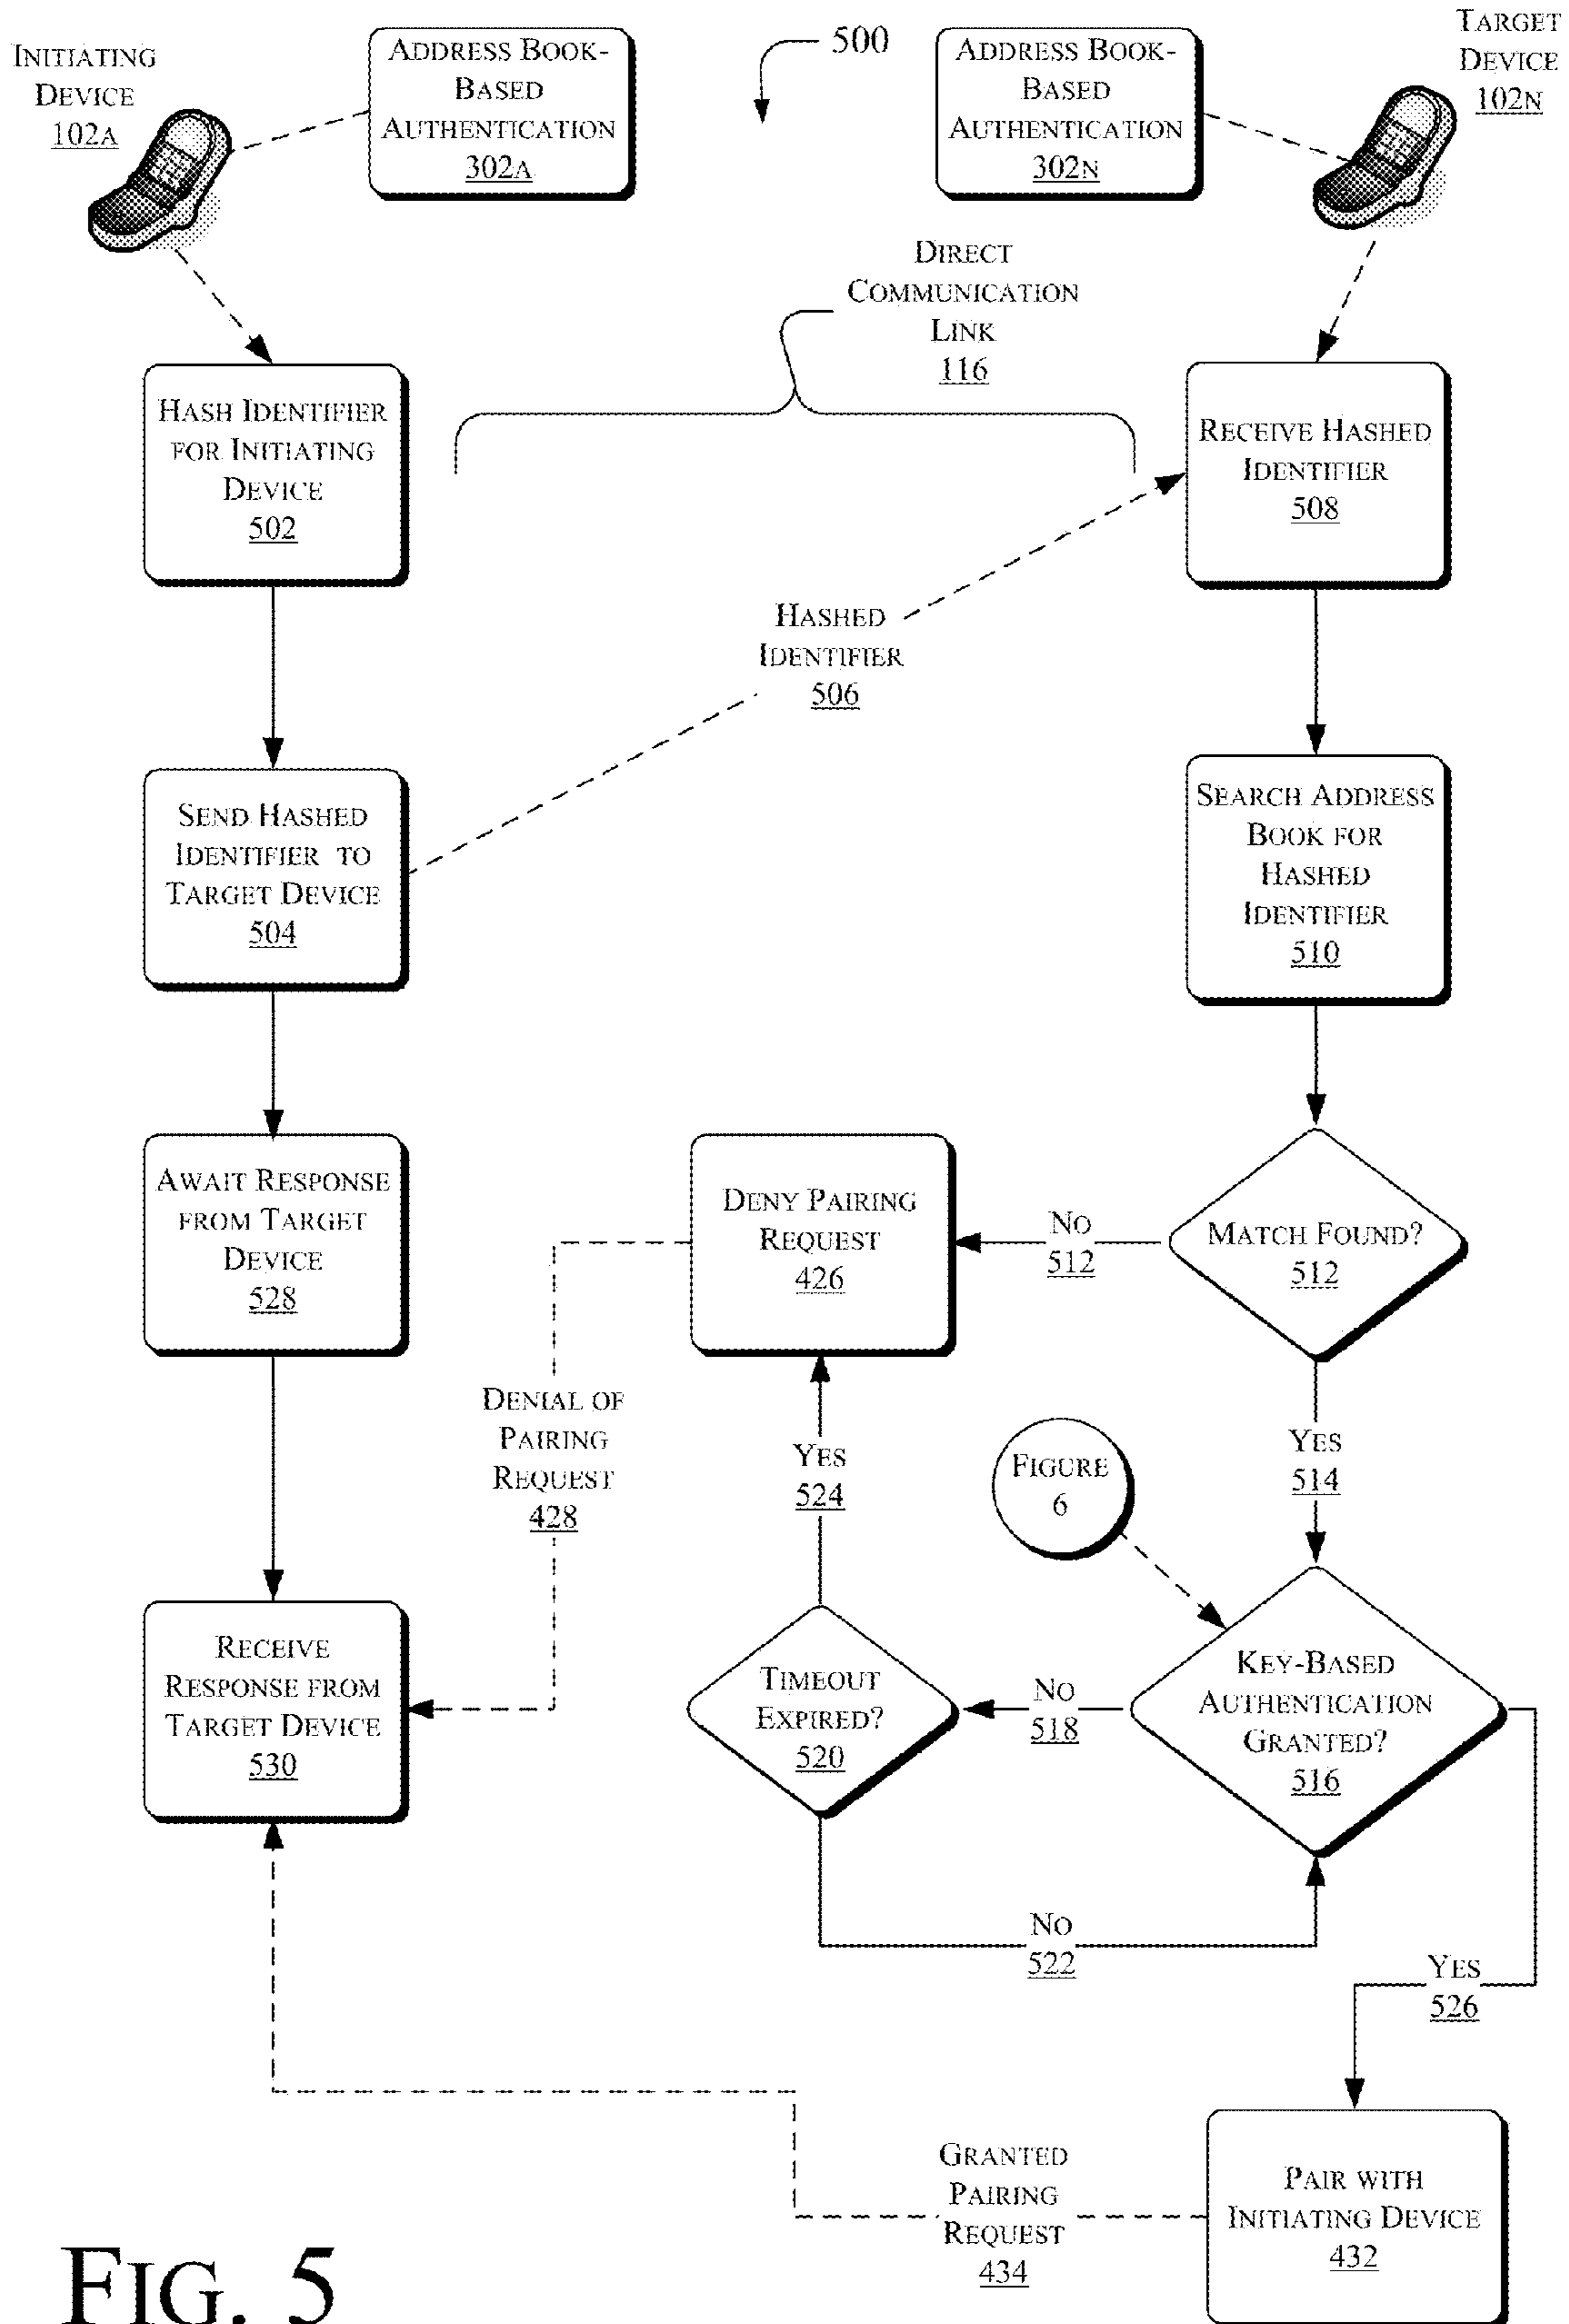 INITIATING
DEVICE
102A
ADDRESS BOOK-
BASED
AUTHENTICATION
302A
500
ADDRESS BOOK-
BASED
AUTHENTICATION
302N
TARGET
DEVICE
102N
DIRECT
COMMUNICATION
LINK
116
HASH IDENTIFIER
FOR INITIATING
DEVICE
502
RECEIVE HASHED
IDENTIFIER
508
HASHED
IDENTIFIER
506
SEND HASHED
IDENTIFIER TO
TARGET DEVICE
504
SEARCH ADDRESS
BOOK FOR
HASHED
IDENTIFIER
510
AWAIT RESPONSE
FROM TARGET
DEVICE
528
DENY PAIRING
REQUEST
426
NO
512
MATCH FOUND?
512
DENIAL OF
PAIRING
REQUEST
428
YES
524
FIGURE
6
YES
514
RECEIVE
RESPONSE FROM
TARGET DEVICE
530
TIMEOUT
EXPIRED?
520
NO
518
KEY-BASED
AUTHENTICATION
GRANTED?
516
NO
522
YES
526
GRANTED
PAIRING
REQUEST
434
PAIR WITH
INITIATING DEVICE
432
FIG. 5